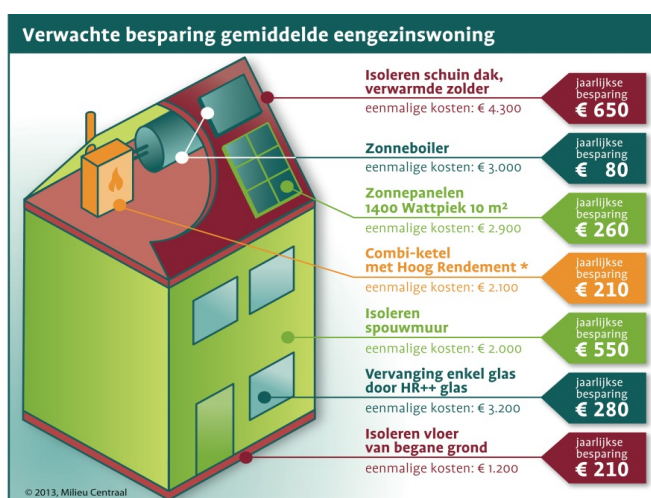 Verwachte besparing gemiddelde eengezinswoning
Isoleren schuin dak,
verwarmde zolder
eenmalige kosten: € 4.300
jaarlijkse
besparing
€ 650
Zonneboiler
eenmalige kosten: € 3.000
jaarlijkse
besparing
€ 80
Zonnepanelen
1400 Wattpiek 10 m²
eenmalige kosten: € 2.900
jaarlijkse
besparing
€ 260
Combi-ketel
met Hoog Rendement *
eenmalige kosten: € 2.100
jaarlijkse
besparing
€ 210
Isoleren
spouwmuur
eenmalige kosten: € 2.000
jaarlijkse
besparing
€ 550
Vervanging enkel glas
door HR++ glas
eenmalige kosten: € 3.200
jaarlijkse
besparing
€ 280
Isoleren vloer
van begane grond
eenmalige kosten: € 1.200
jaarlijkse
besparing
€ 210
© 2013, Milieu Centraal